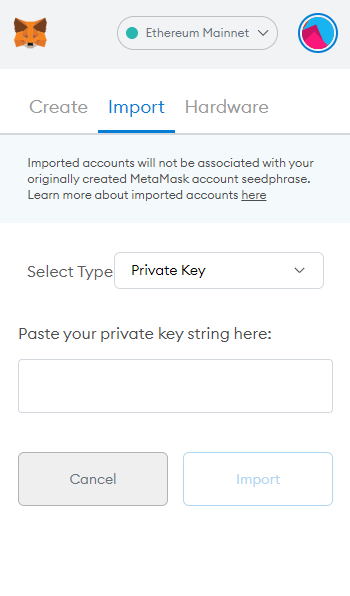 Ethereum Mainnet
Create Import Hardware
Imported accounts will not be associated with your
originally created MetaMask account seedphrase.
Learn more about imported accounts here
Select Type Private Key
Paste your private key string here:
Cancel Import